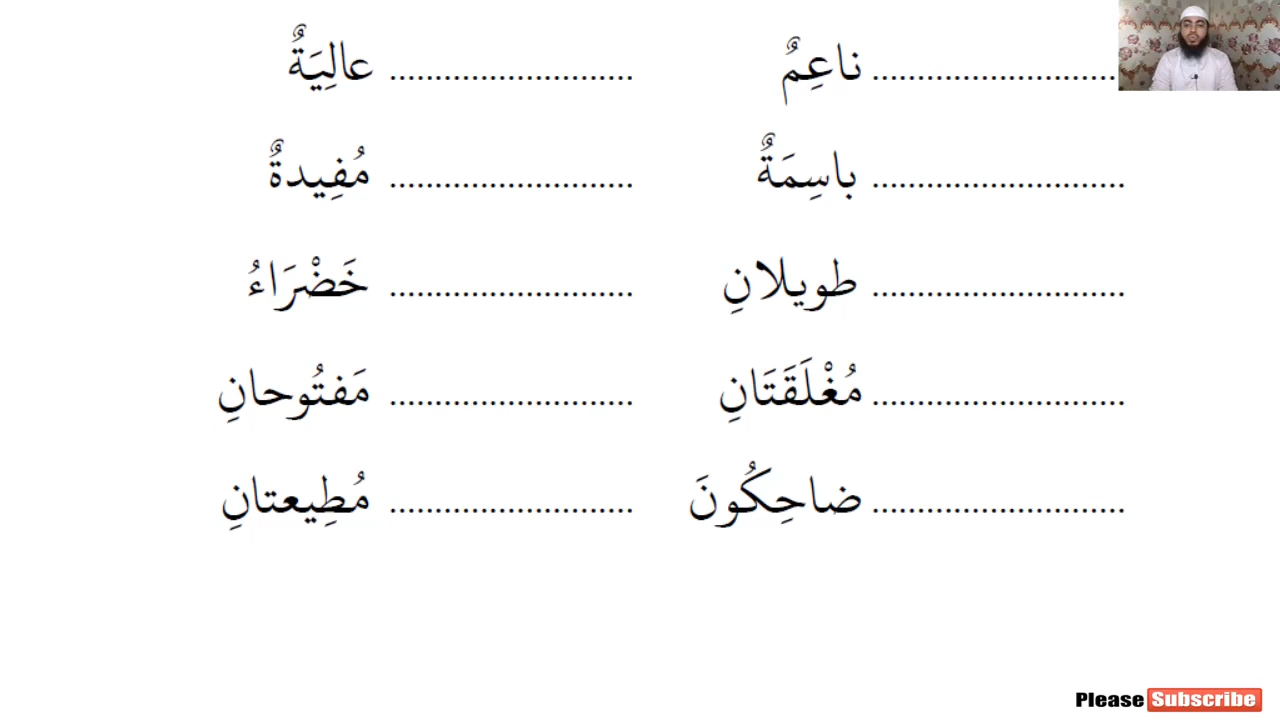 .......................... ناعِمٌ .......................... عالِيَةٌ
.......................... باسِمَةٌ .......................... مُفِيدةٌ
.......................... طويلانِ .......................... خَضْرَاءُ
.......................... مُغْلَقَتَانِ .......................... مَفتُوحانِ
.......................... ضاحِكُونَ .......................... مُطِيعتانِ
Please Subscribe